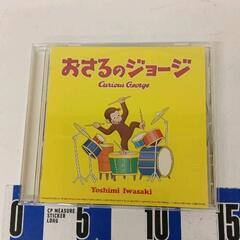 おさるのジョージ
Curious George
Yoshimi Iwasaki
CP MEASURE
STICKER
LONG
0 5 10 15